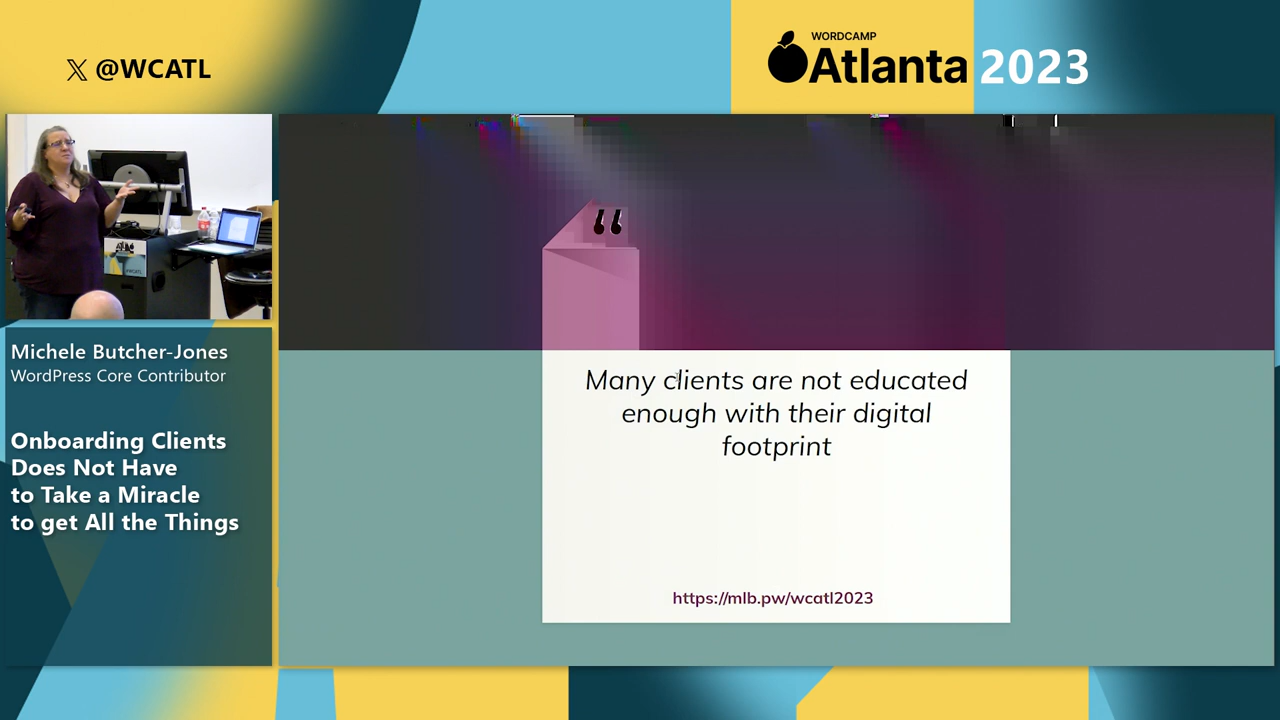 𝕏 @WCATL
WORDCAMP
Atlanta 2023
Michele Butcher-Jones
WordPress Core Contributor
Onboarding Clients
Does Not Have
to Take a Miracle
to get All the Things
“
Many clients are not educated
enough with their digital
footprint
https://mlb.pw/wcatl2023
#WCATL